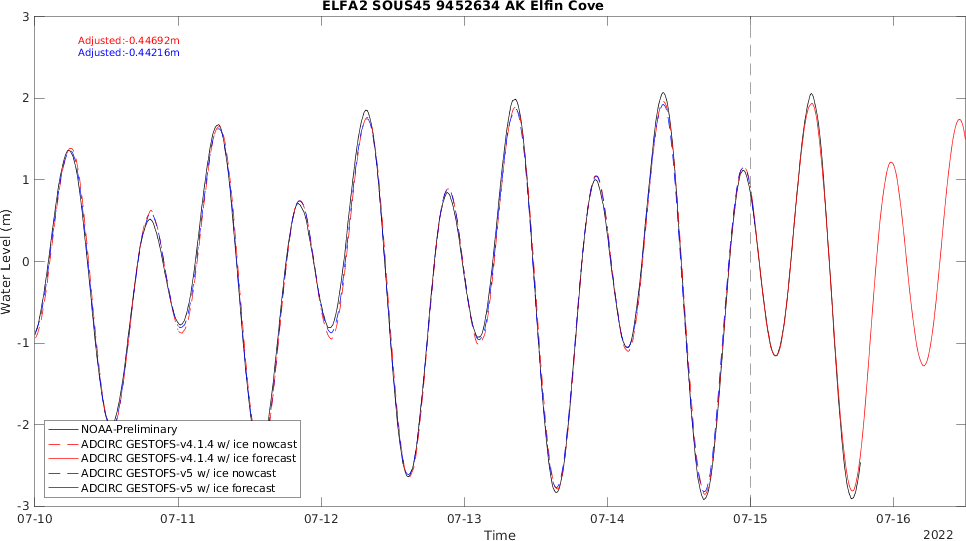 ELFA2 SOUS45 9452634 AK Elfin Cove
Adjusted:-0.44692m
Adjusted:-0.44216m
3
2
1
0
-1
-2
-3
Water Level (m)
NOAA-Preliminary
ADCIRC GESTOFS-v4.1.4 w/ ice nowcast
ADCIRC GESTOFS-v4.1.4 w/ ice forecast
ADCIRC GESTOFS-v5 w/ ice nowcast
ADCIRC GESTOFS-v5 w/ ice forecast
07-10 07-11 07-12 07-13 07-14 07-15 07-16
Time
2022